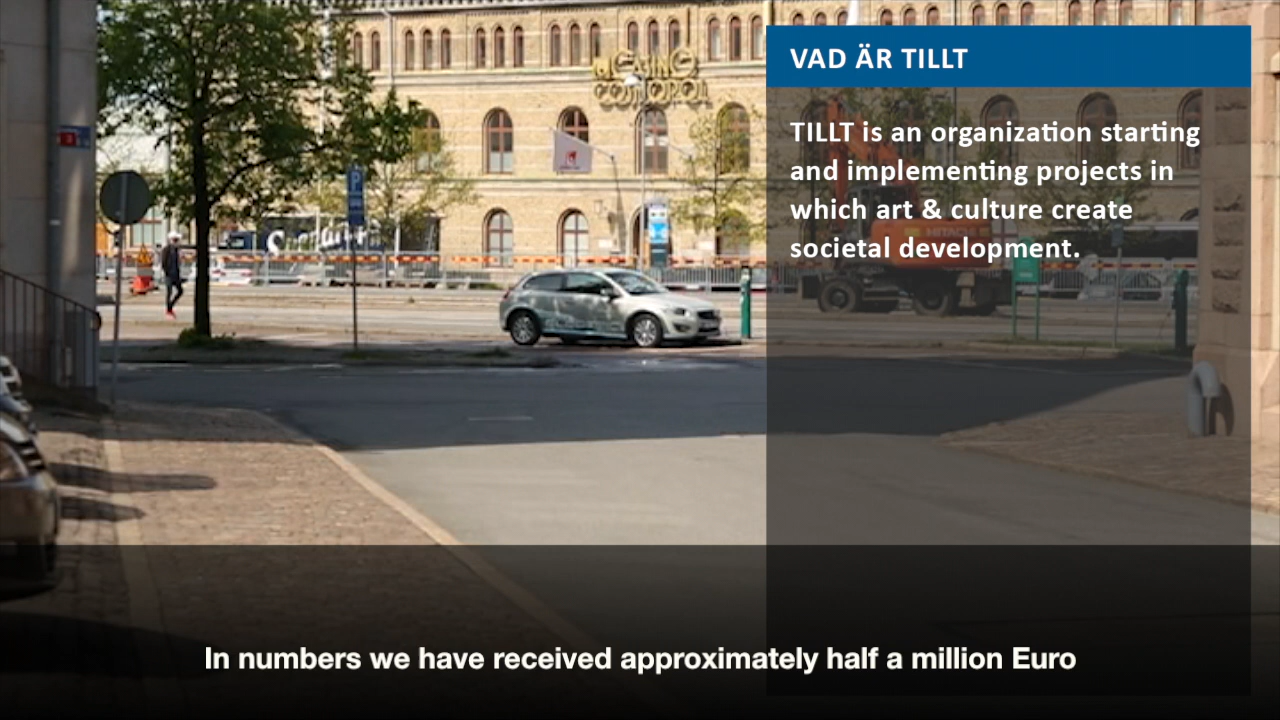 CASINO
COSMOPOL
P
VAD ÄR TILLT
TILLT is an organization starting
and implementing projects in
which art & culture create
societal development.
HITACHI
In numbers we have received approximately half a million Euro